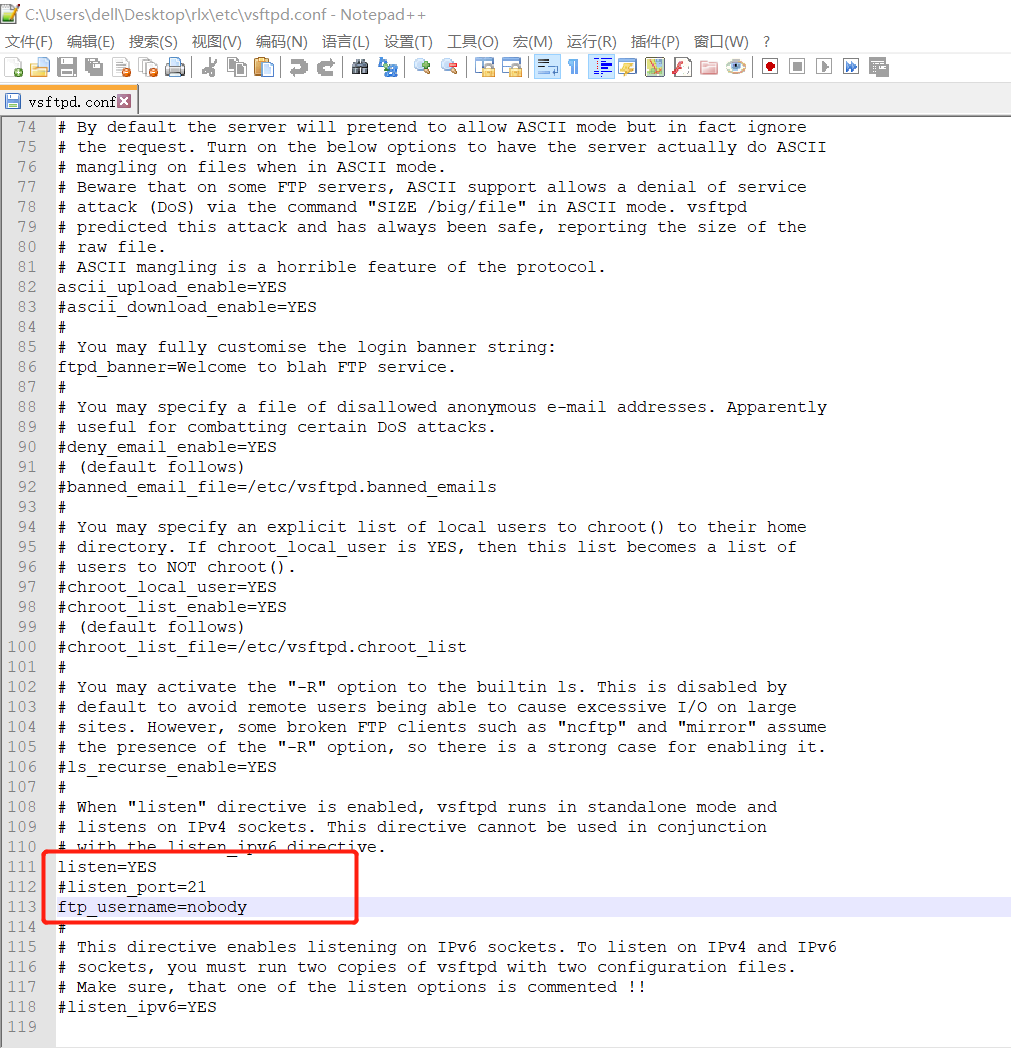 C:\Users\dell\Desktop\rlx\etc\vsftpd.conf - Notepad++
文件(F) 编辑(E) 搜索(S) 视图(V) 编码(N) 语言(L) 设置(T) 工具(O) 宏(M) 运行(R) 插件(P) 窗口(W) ?
vsftpd.conf
74 # By default the server will pretend to allow ASCII mode but in fact ignore
75 # the request. Turn on the below options to have the server actually do ASCII
76 # mangling on files when in ASCII mode.
77 # Beware that on some FTP servers, ASCII support allows a denial of service
78 # attack (DoS) via the command "SIZE /big/file" in ASCII mode. vsftpd
79 # predicted this attack and has always been safe, reporting the size of the
80 # raw file.
81 # ASCII mangling is a horrible feature of the protocol.
82 ascii_upload_enable=YES
83 #ascii_download_enable=YES
84 #
85 # You may fully customise the login banner string:
86 ftpd_banner=Welcome to blah FTP service.
87 #
88 # You may specify a file of disallowed anonymous e-mail addresses. Apparently
89 # useful for combatting certain DoS attacks.
90 #deny_email_enable=YES
91 # (default follows)
92 #banned_email_file=/etc/vsftpd.banned_emails
93 #
94 # You may specify an explicit list of local users to chroot() to their home
95 # directory. If chroot_local_user is YES, then this list becomes a list of
96 # users to NOT chroot().
97 #chroot_local_user=YES
98 #chroot_list_enable=YES
99 # (default follows)
100 #chroot_list_file=/etc/vsftpd.chroot_list
101 #
102 # You may activate the "-R" option to the builtin ls. This is disabled by
103 # default to avoid remote users being able to cause excessive I/O on large
104 # sites. However, some broken FTP clients such as "ncftp" and "mirror" assume
105 # the presence of the "-R" option, so there is a strong case for enabling it.
106 #ls_recurse_enable=YES
107 #
108 # When "listen" directive is enabled, vsftpd runs in standalone mode and
109 # listens on IPv4 sockets. This directive cannot be used in conjunction
110 # with the listen_ipv6 directive.
111 listen=YES
112 #listen_port=21
113 ftp_username=nobody
114 #
115 # This directive enables listening on IPv6 sockets. To listen on IPv4 and IPv6
116 # sockets, you must run two copies of vsftpd with two configuration files.
117 # Make sure, that one of the listen options is commented !!
118 #listen_ipv6=YES
119